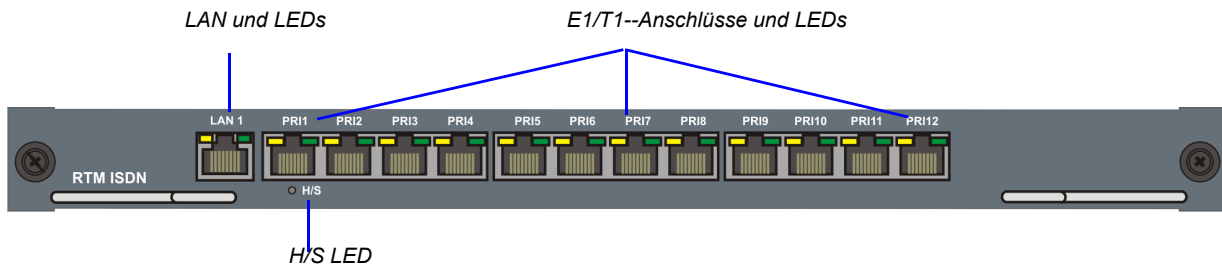 LAN und LEDs
E1/T1--Anschlüsse und LEDs
LAN 1 PRI1 PRI2 PRI3 PRI4 PRI5 PRI6 PRI7 PRI8 PRI9 PRI10 PRI11 PRI12
RTM ISDN
H/S
H/S LED